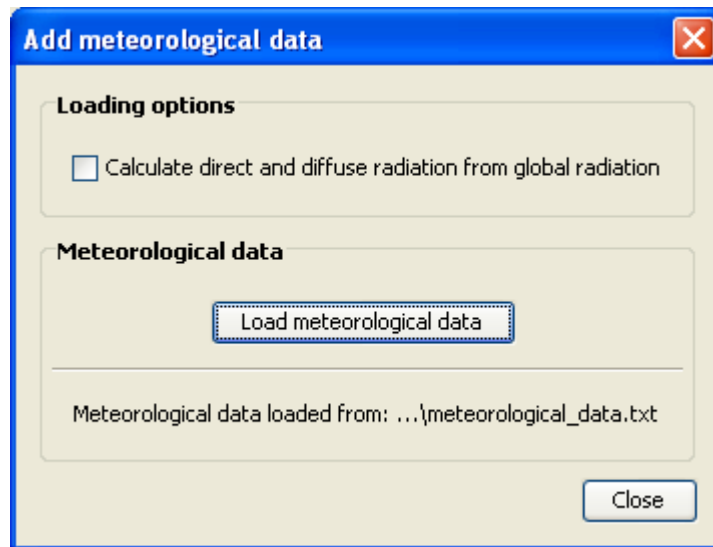 Add meteorological data
Loading options
Calculate direct and diffuse radiation from global radiation
Meteorological data
Load meteorological data
Meteorological data loaded from: ...\meteorological_data.txt
Close